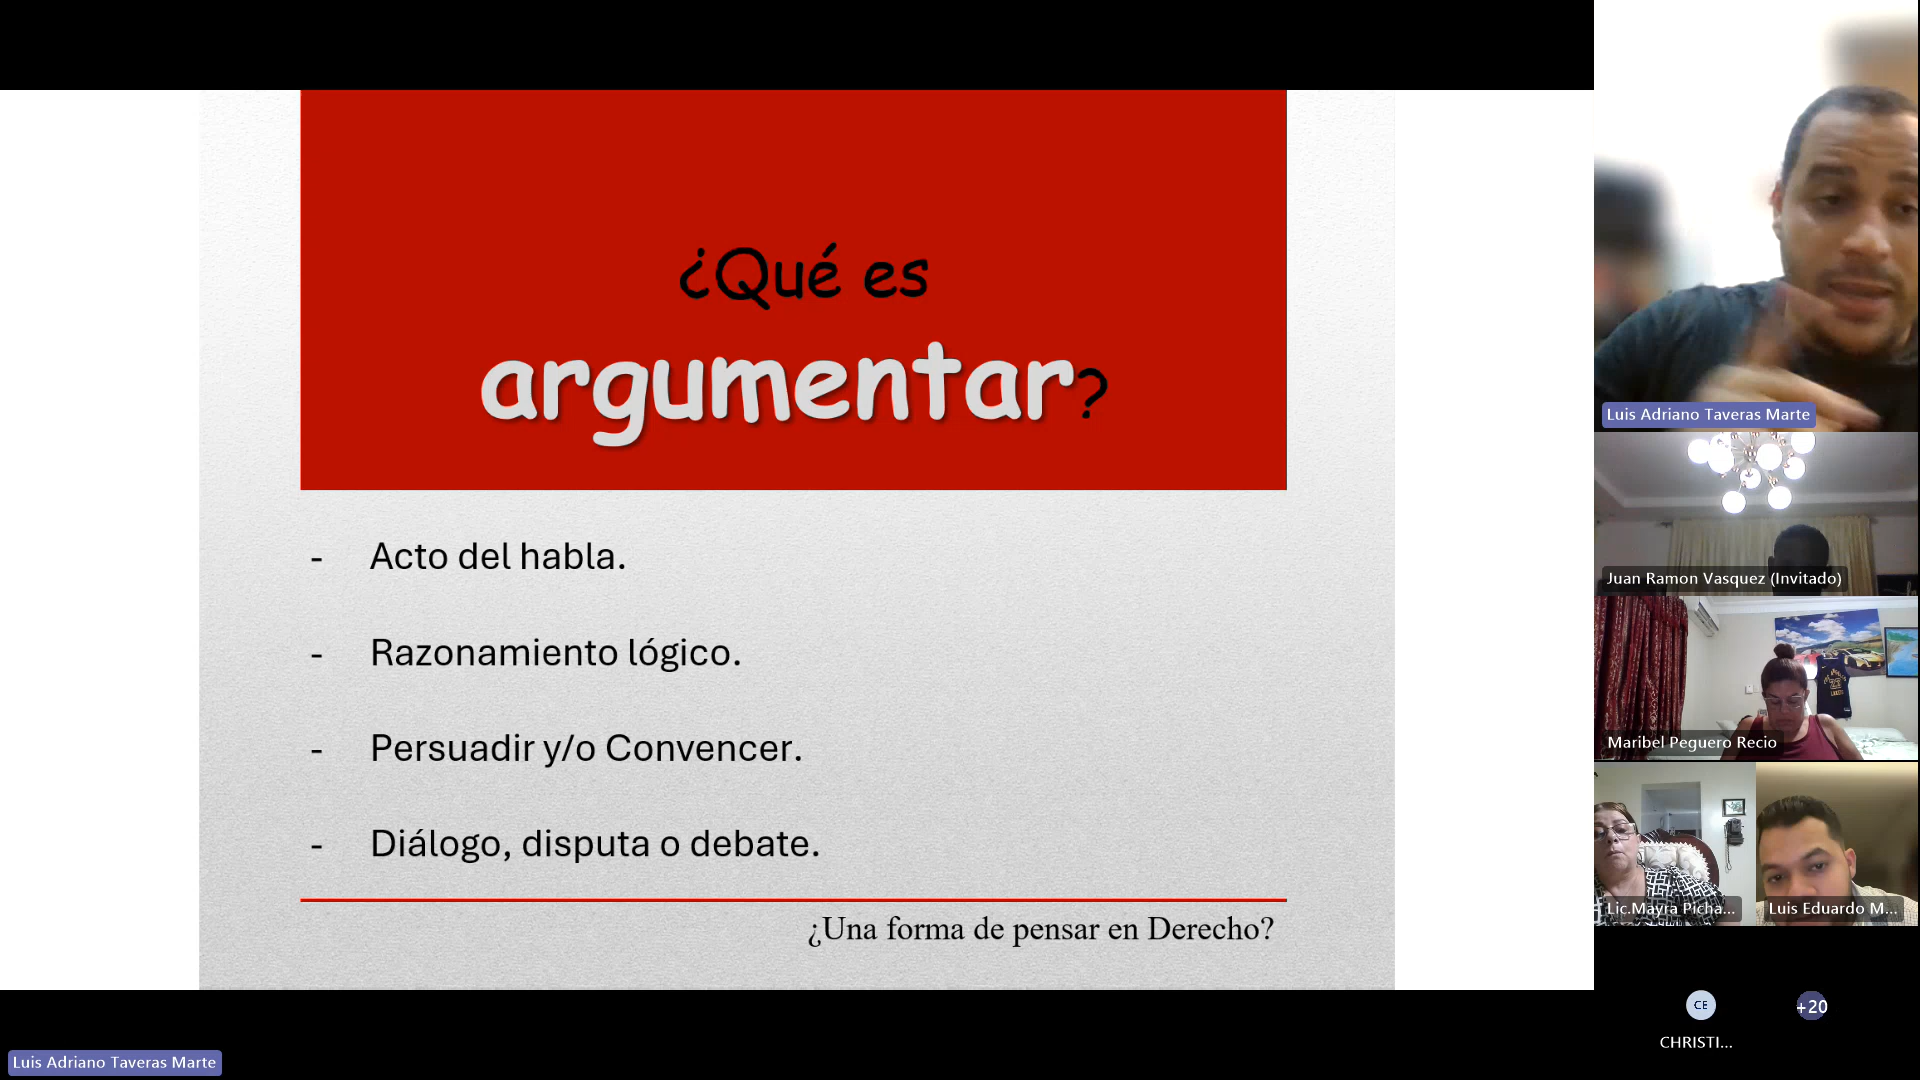 ¿Qué es
argumentar?
- Acto del habla.
- Razonamiento lógico.
- Persuadir y/o Convencer.
- Diálogo, disputa o debate.
¿Una forma de pensar en Derecho?
Luis Adriano Taveras Marte
Luis Adriano Taveras Marte
Juan Ramon Vasquez (Invitado)
Maribel Peguero Recio
Lic.Mayra Picha...
Luis Eduardo M...
CE
+20
CHRISTI...